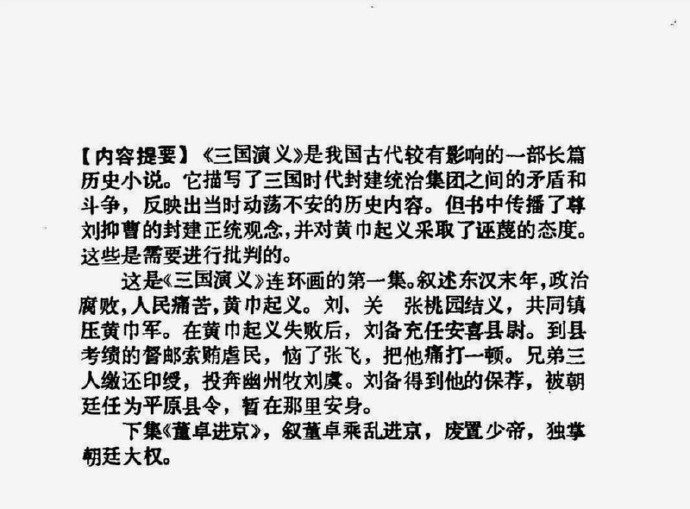 【内容提要】《三国演义》是我国古代较有影响的一部长篇
历史小说。它描写了三国时代封建统治集团之间的矛盾和
斗争，反映出当时动荡不安的历史内容。但书中传播了尊
刘抑曹的封建正统观念，并对黄巾起义采取了诬蔑的态度。
这些是需要进行批判的。
这是《三国演义》连环画的第一集。叙述东汉末年，政治
腐败，人民痛苦，黄巾起义。刘、关　张桃园结义，共同镇
压黄巾军。在黄巾起义失败后，刘备充任安喜县尉。到县
考绩的督邮索贿虐民，恼了张飞，把他痛打一顿。兄弟三
人缴还印绶，投奔幽州牧刘虞。刘备得到他的保荐，被朝
廷任为平原县令，暂在那里安身。
下集《董卓进京》，叙董卓乘乱进京，废置少帝，独掌
朝廷大权。